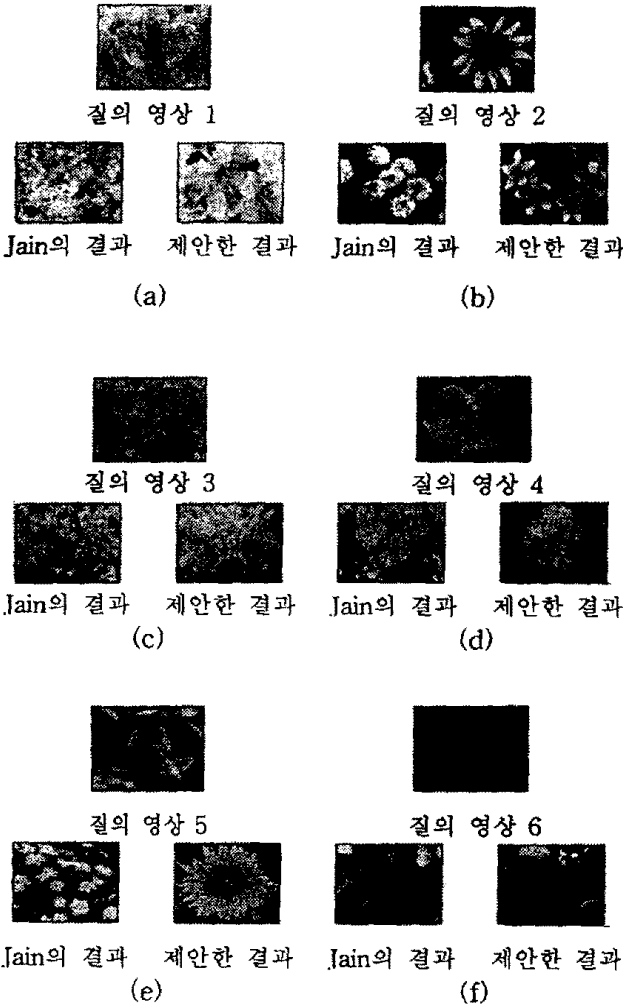 질의 영상 1
질의 영상 2
Jain의 결과 제안한 결과
Jain의 결과 제안한 결과
(a)
(b)
질의 영상 3
질의 영상 4
Jain의 결과 제안한 결과
Jain의 결과 제안한 결과
(c)
(d)
질의 영상 5
질의 영상 6
Jain의 결과 제안한 결과
Jain의 결과 제안한 결과
(e)
(f)